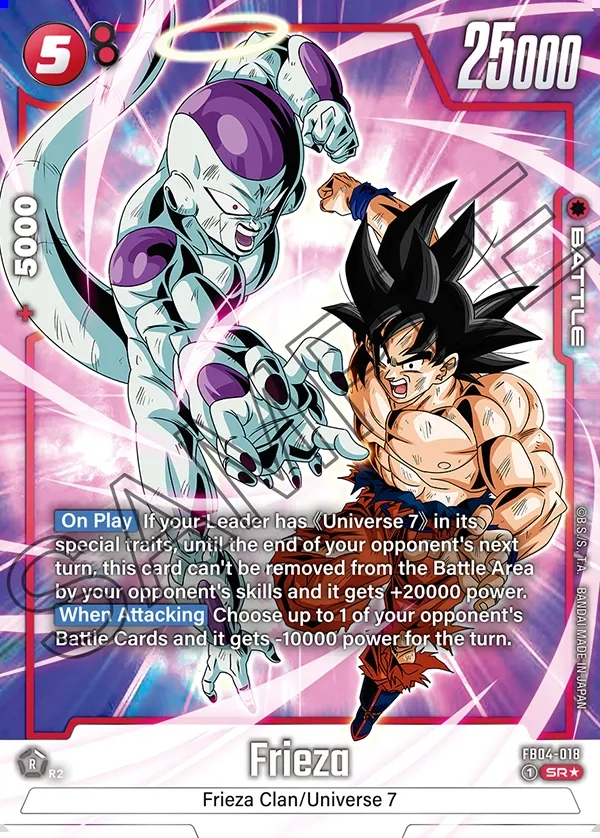 5
25000
+ 5000
BATTLE
SAMPLE
On Play If your Leader has 《Universe 7》 in its
special traits, until the end of your opponent's next
turn, this card can't be removed from the Battle Area
by your opponent's skills and it gets +20000 power.
When Attacking Choose up to 1 of your opponent's
Battle Cards and it gets -10000 power for the turn.
©B.S./S., T.A. BANDAI MADE IN JAPAN
R
R2
Frieza
FB04-018
1 SR★
Frieza Clan/Universe 7